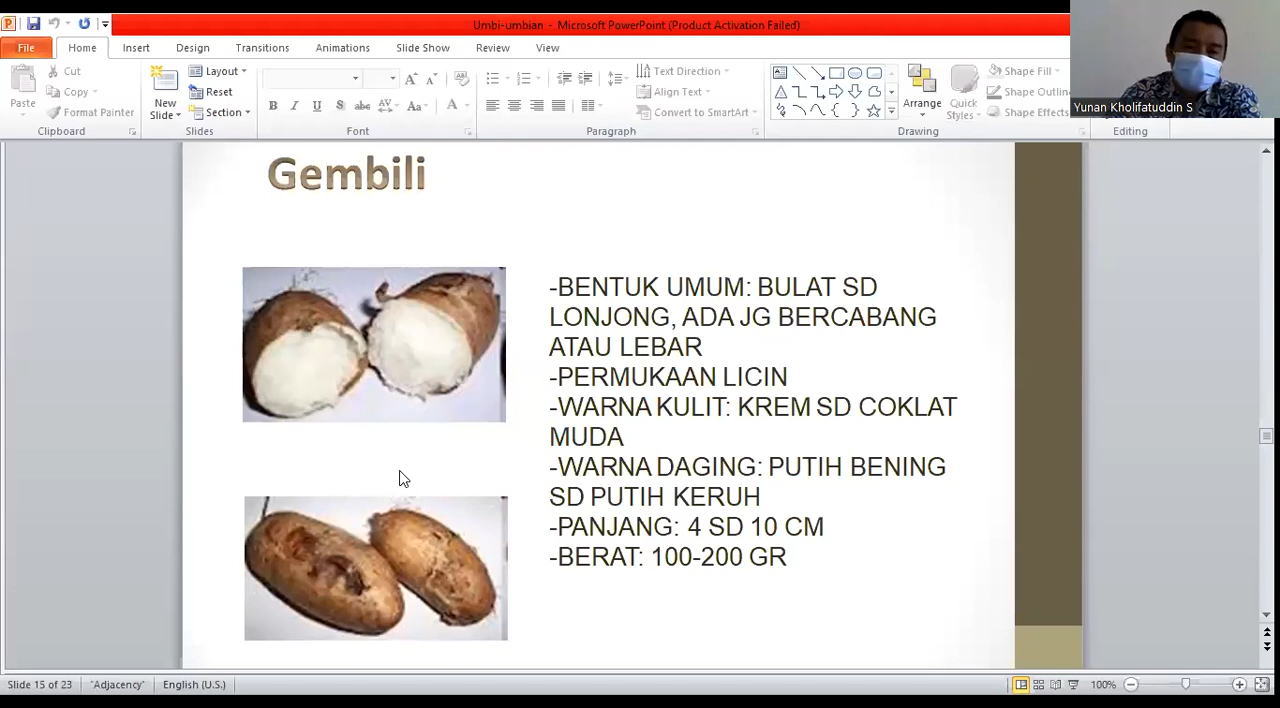 Umbi-umbian - Microsoft PowerPoint (Product Activation Failed)
File Home Insert Design Transitions Animations Slide Show Review View
Paste
Cut
Copy
Format Painter
Clipboard
New Slide
Layout
Reset
Section
Slides
B I U S abc AV Aa A
Font
Text Direction
Align Text
Convert to SmartArt
Paragraph
Arrange
Quick Styles
Shape Fill
Shape Outlin
Shape Effects
Drawing
Editing
Yunan Kholifatuddin S
Gembili
-BENTUK UMUM: BULAT SD
LONJONG, ADA JG BERCABANG
ATAU LEBAR
-PERMUKAAN LICIN
-WARNA KULIT: KREM SD COKLAT
MUDA
-WARNA DAGING: PUTIH BENING
SD PUTIH KERUH
-PANJANG: 4 SD 10 CM
-BERAT: 100-200 GR
Slide 15 of 23 "Adjacency" English (U.S.) 100%